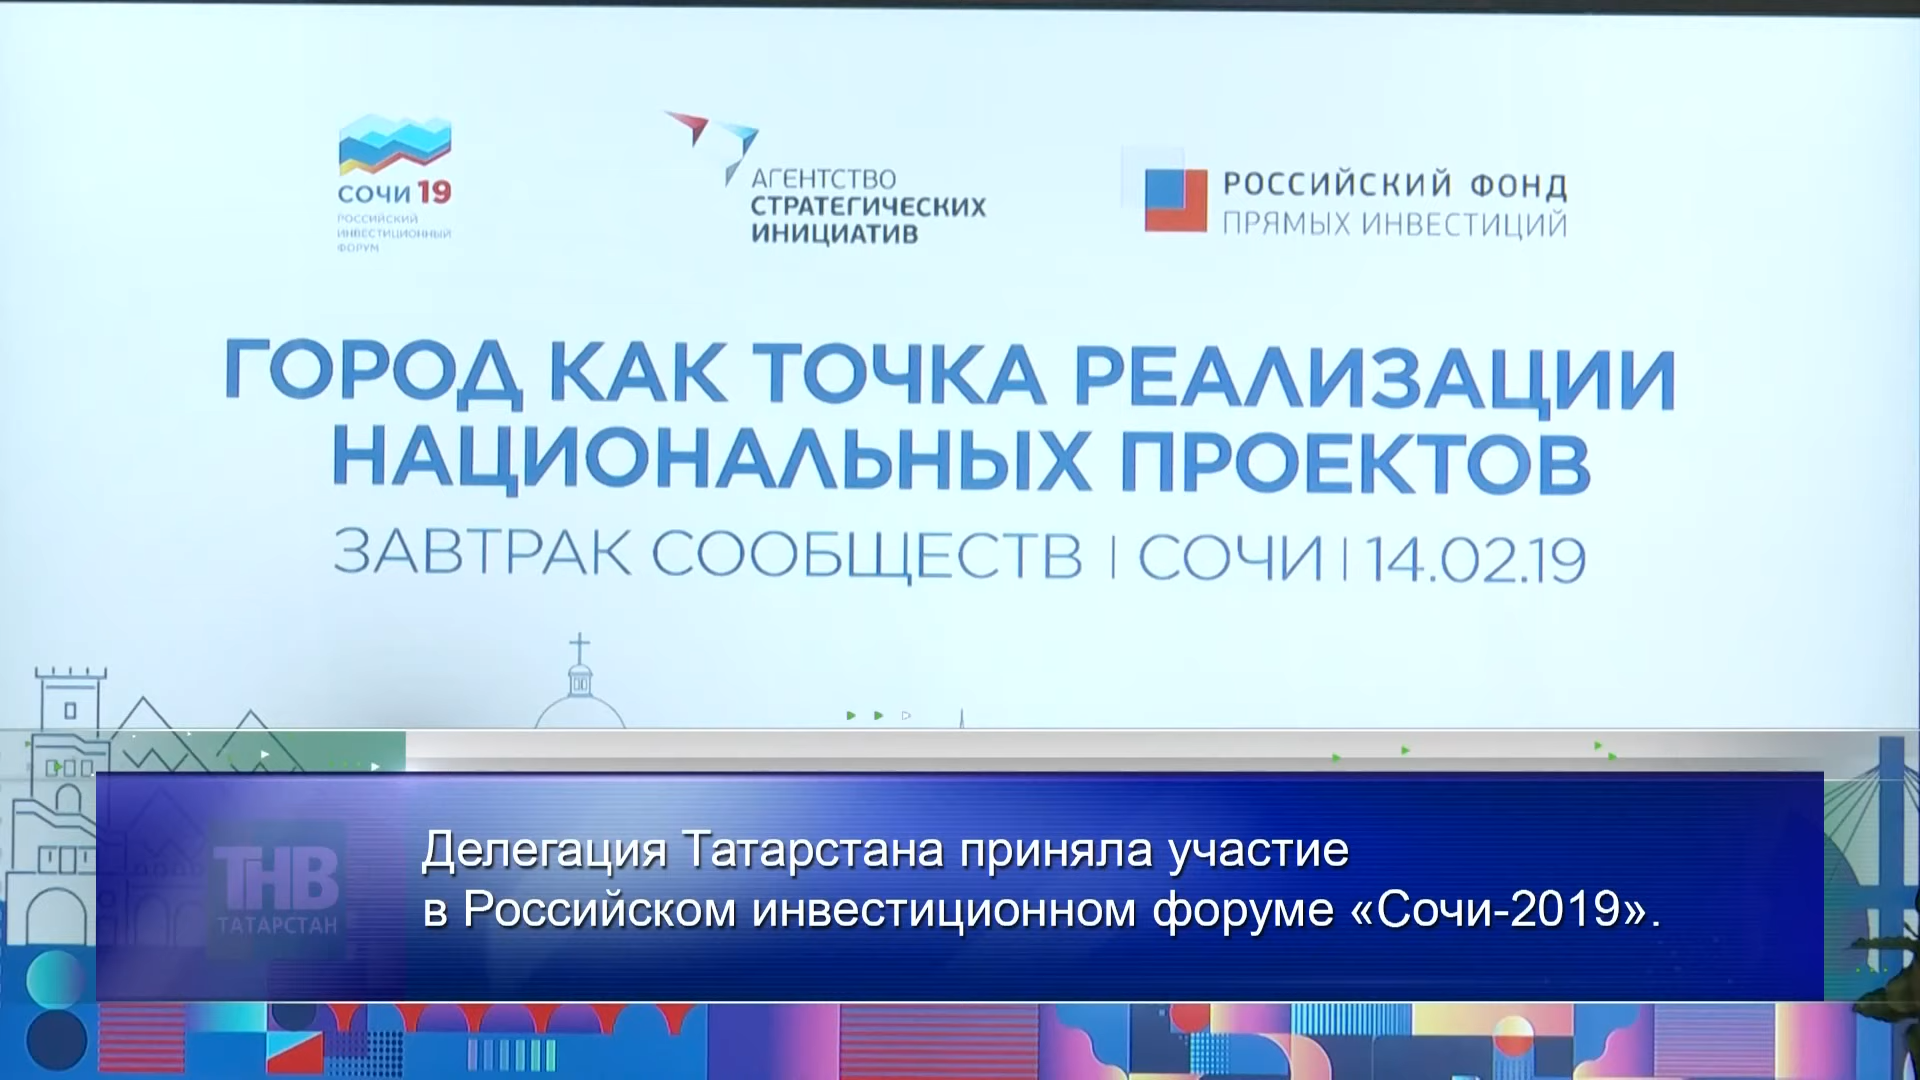 СОЧИ 19
РОССИЙСКИЙ
ИНВЕСТИЦИОННЫЙ
ФОРУМ
АГЕНТСТВО
СТРАТЕГИЧЕСКИХ
ИНИЦИАТИВ
РОССИЙСКИЙ ФОНД
ПРЯМЫХ ИНВЕСТИЦИЙ
ГОРОД КАК ТОЧКА РЕАЛИЗАЦИИ
НАЦИОНАЛЬНЫХ ПРОЕКТОВ
ЗАВТРАК СООБЩЕСТВ | СОЧИ | 14.02.19
ТНВ
ТАТАРСТАН
Делегация Татарстана приняла участие
в Российском инвестиционном форуме «Сочи-2019».